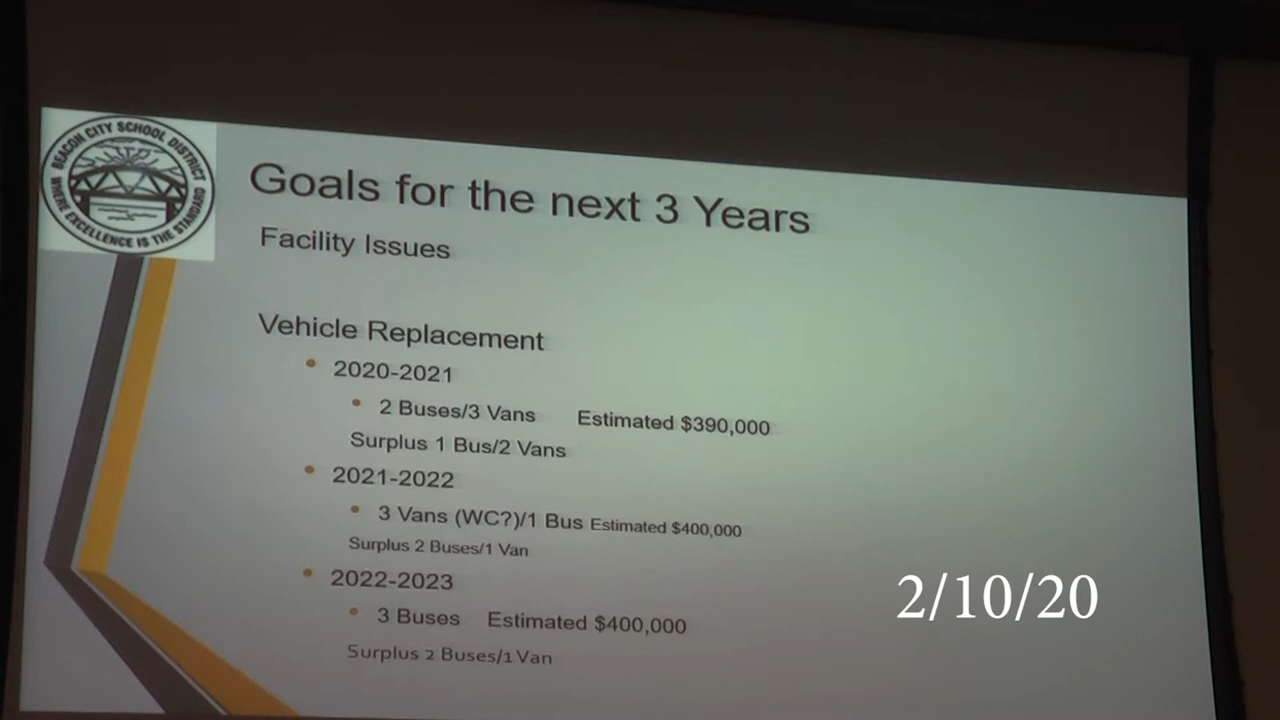 BEACON CITY SCHOOL DISTRICT
WHERE EXCELLENCE IS THE STANDARD
Goals for the next 3 Years
Facility Issues
Vehicle Replacement
• 2020-2021
• 2 Buses/3 Vans Estimated $390,000
Surplus 1 Bus/2 Vans
• 2021-2022
• 3 Vans (WC?)/1 Bus Estimated $400,000
Surplus 2 Buses/1 Van
• 2022-2023
• 3 Buses Estimated $400,000
Surplus 2 Buses/1 Van
2/10/20